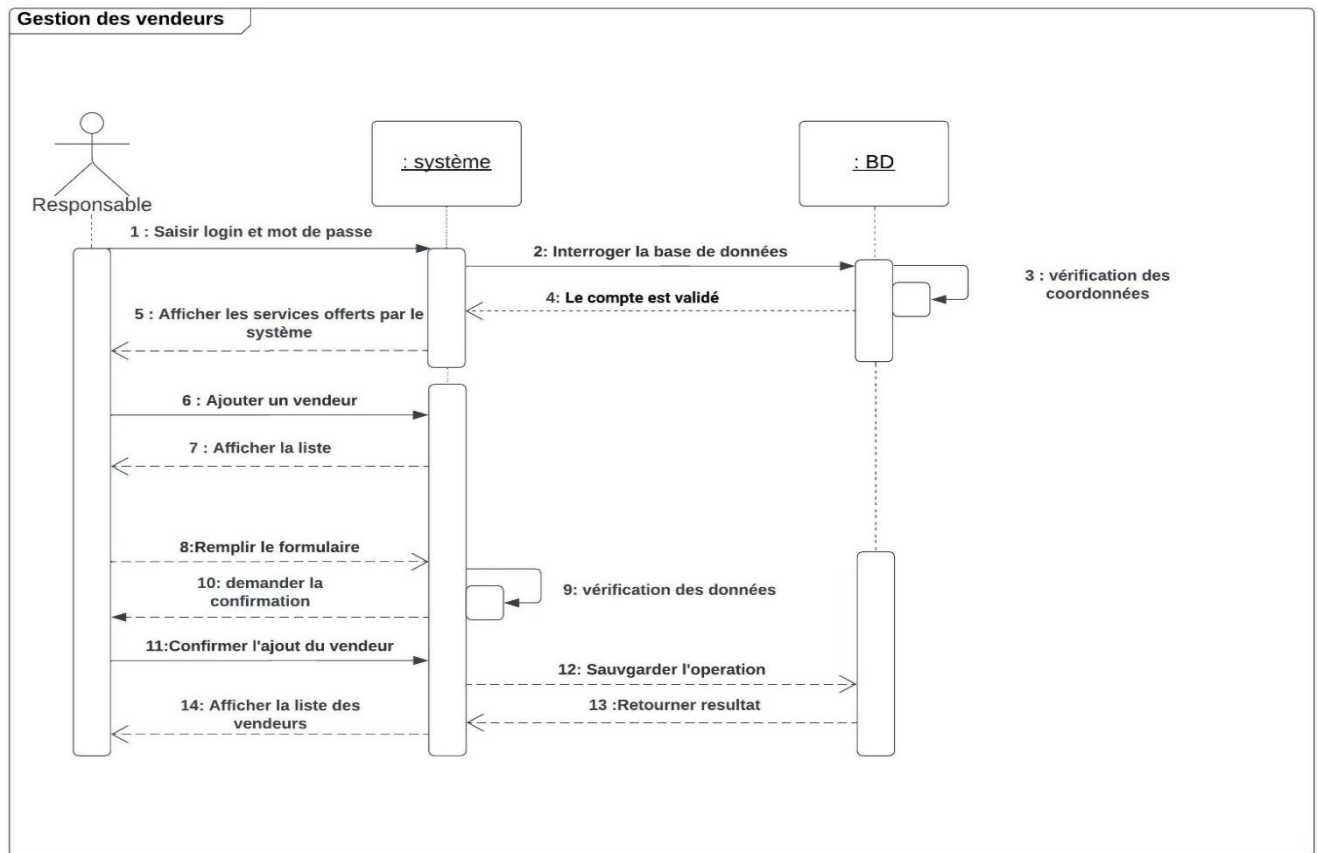 Gestion des vendeurs
: système
: BD
Responsable
1 : Saisir login et mot de passe
2: Interroger la base de données
3 : vérification des
coordonnées
4: Le compte est validé
5 : Afficher les services offerts par le
système
6 : Ajouter un vendeur
7 : Afficher la liste
8:Remplir le formulaire
9: vérification des données
10: demander la
confirmation
11:Confirmer l'ajout du vendeur
12: Sauvgarder l'operation
13 :Retourner resultat
14: Afficher la liste des
vendeurs